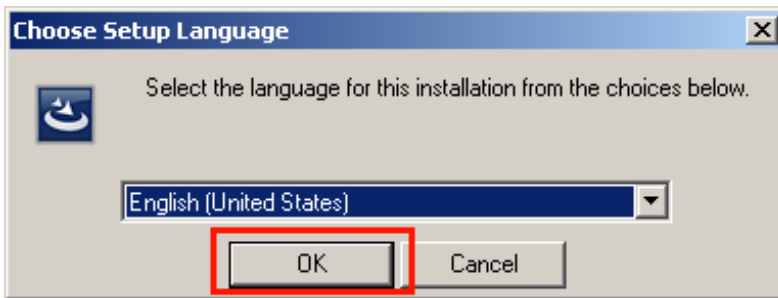 Choose Setup Language
Select the language for this installation from the choices below.
English (United States)
OK Cancel